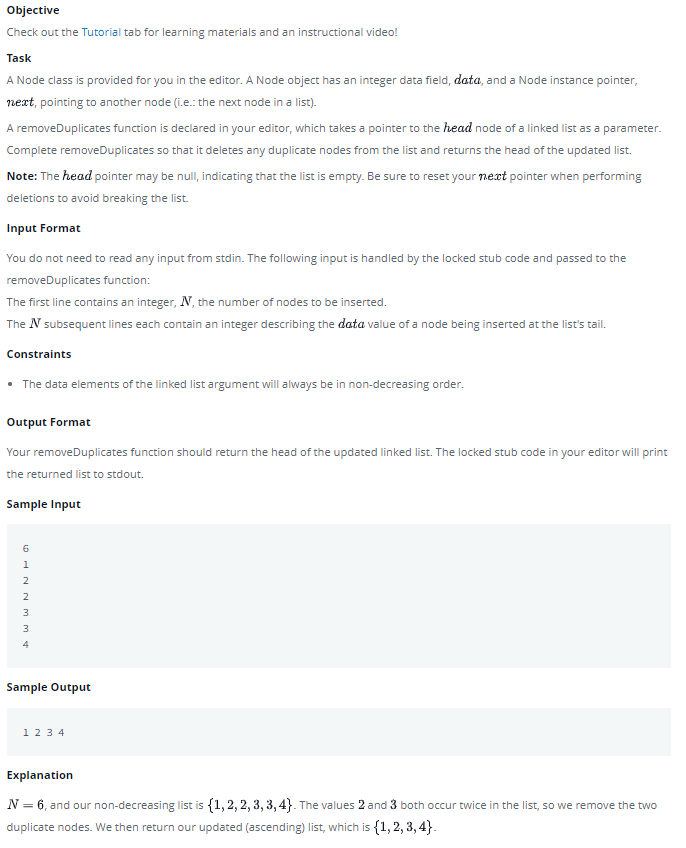 Objective
Check out the Tutorial tab for learning materials and an instructional video!
Task
A Node class is provided for you in the editor. A Node object has an integer data field, data, and a Node instance pointer,
next, pointing to another node (i.e.: the next node in a list).
A removeDuplicates function is declared in your editor, which takes a pointer to the head node of a linked list as a parameter.
Complete removeDuplicates so that it deletes any duplicate nodes from the list and returns the head of the updated list.
Note: The head pointer may be null, indicating that the list is empty. Be sure to reset your next pointer when performing
deletions to avoid breaking the list.
Input Format
You do not need to read any input from stdin. The following input is handled by the locked stub code and passed to the
removeDuplicates function:
The first line contains an integer, N, the number of nodes to be inserted.
The N subsequent lines each contain an integer describing the data value of a node being inserted at the list's tail.
Constraints
• The data elements of the linked list argument will always be in non-decreasing order.
Output Format
Your removeDuplicates function should return the head of the updated linked list. The locked stub code in your editor will print
the returned list to stdout.
Sample Input
6
1
2
2
3
3
4
Sample Output
1 2 3 4
Explanation
N = 6, and our non-decreasing list is {1, 2, 2, 3, 3, 4}. The values 2 and 3 both occur twice in the list, so we remove the two
duplicate nodes. We then return our updated (ascending) list, which is {1, 2, 3, 4}.